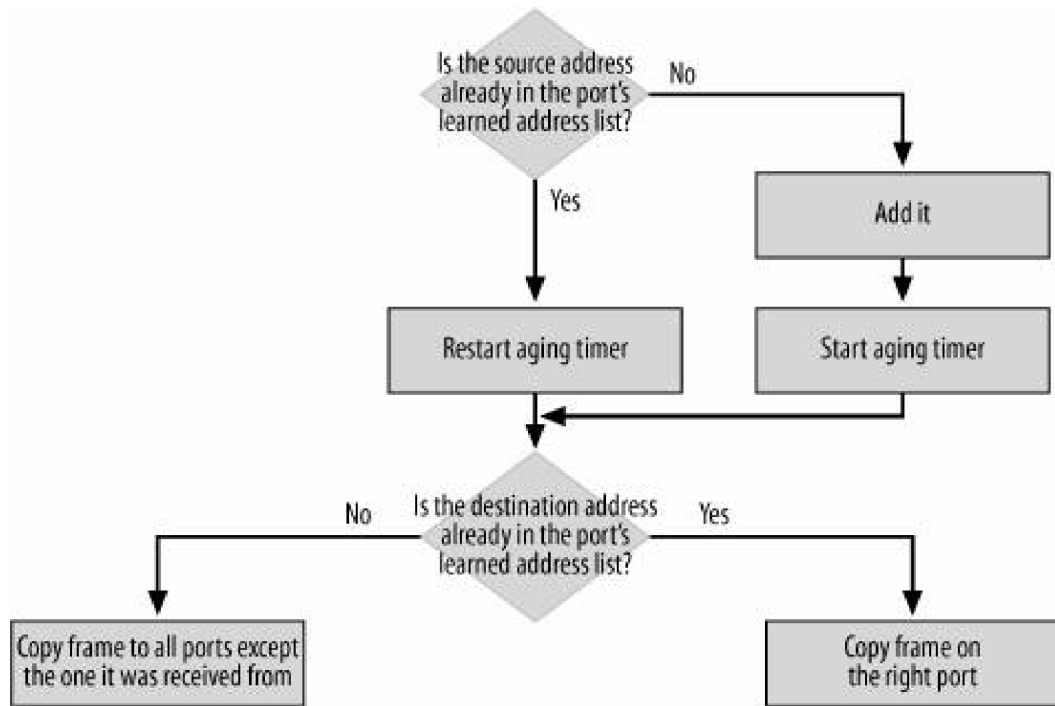 Is the source address
already in the port's
learned address list?
No
Yes
Add it
Restart aging timer
Start aging timer
Is the destination address
already in the port's
learned address list?
No
Yes
Copy frame to all ports except
the one it was received from
Copy frame on
the right port